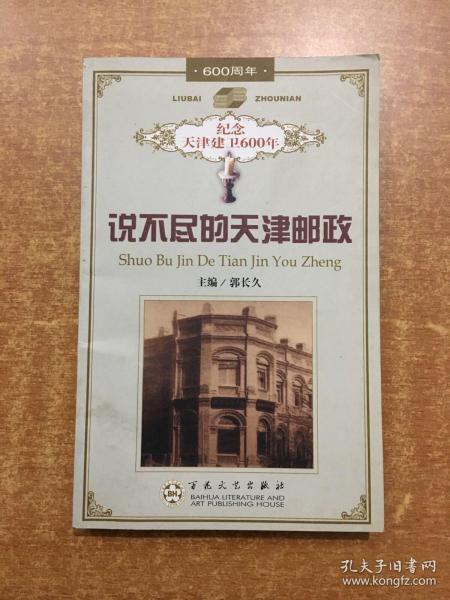 ·600周年·
LIUBAI ZHOUNIAN
纪念
天津建卫600年
说不尽的天津邮政
Shuo Bu Jin De Tian Jin You Zheng
主编/郭长久
BH
百花文艺出版社
BAIHUA LITERATURE AND
ART PUBLISHING HOUSE
孔夫子旧书网
www.kongfz.com